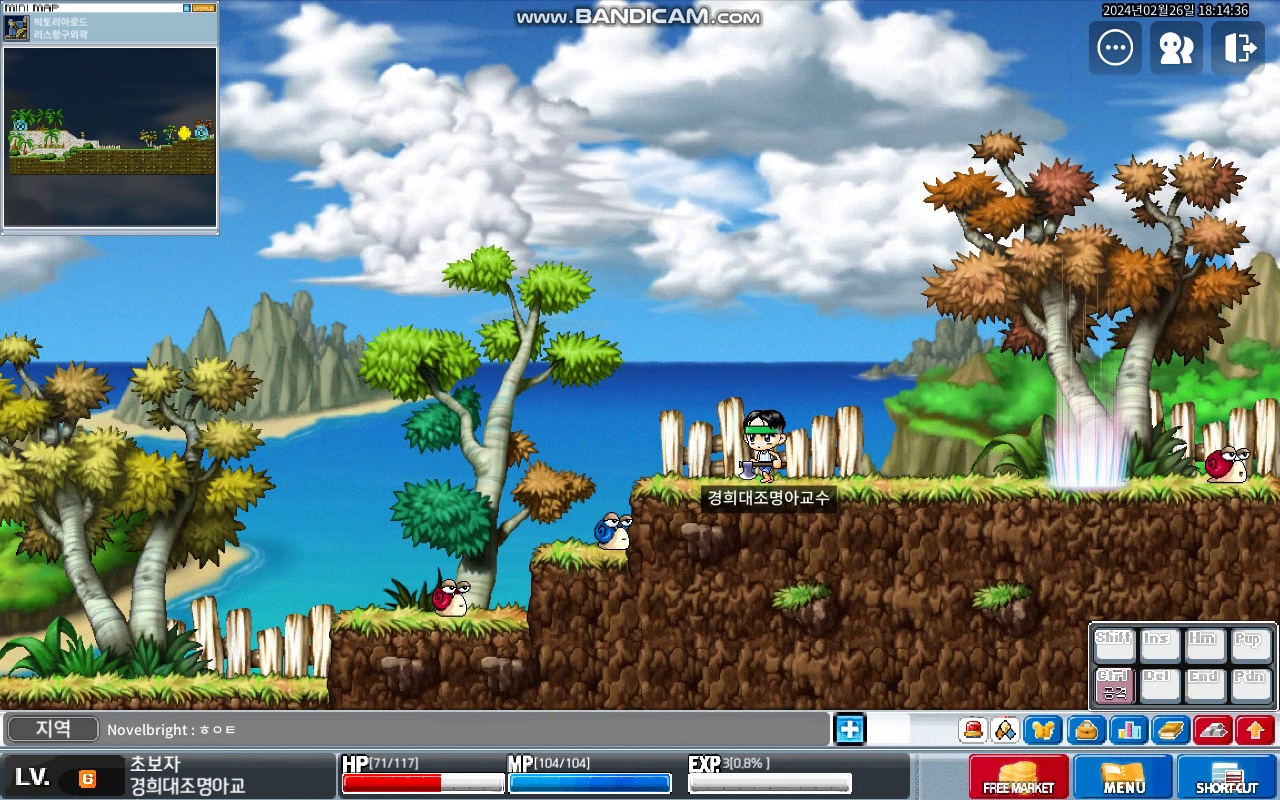 MINI MAP
WORLD
빅토리아로드
리스항구외곽
www.BANDICAM.com
2024년02월26일 18:14:36
경희대조명아교수
Shift Ins Hm Pup
Ctrl Del End Pdn
공격
지역 Novelbright : ㅎㅇㅌ
LV. 6
초보자
경희대조명아교
HP[71/117] MP[104/104] EXP 3[0.8% ]
FREE MARKET MENU SHORTCUT